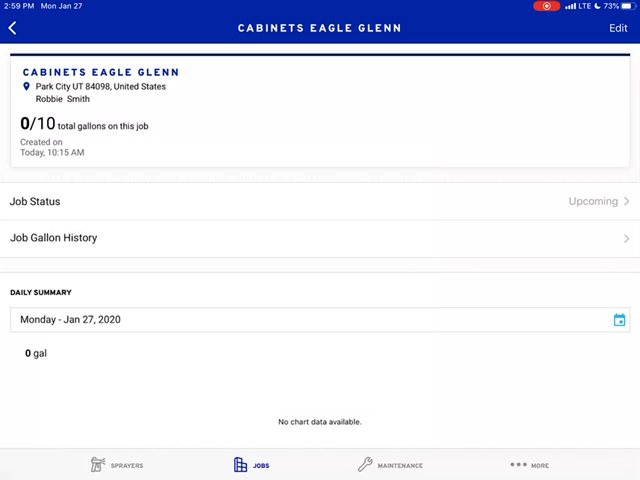 2:59 PM Mon Jan 27
LTE 73%
CABINETS EAGLE GLENN
Edit
CABINETS EAGLE GLENN
Park City UT 84098, United States
Robbie Smith
0/10 total gallons on this job
Created on
Today, 10:15 AM
Job Status
Upcoming
Job Gallon History
DAILY SUMMARY
Monday - Jan 27, 2020
0 gal
No chart data available.
SPRAYERS
JOBS
MAINTENANCE
MORE